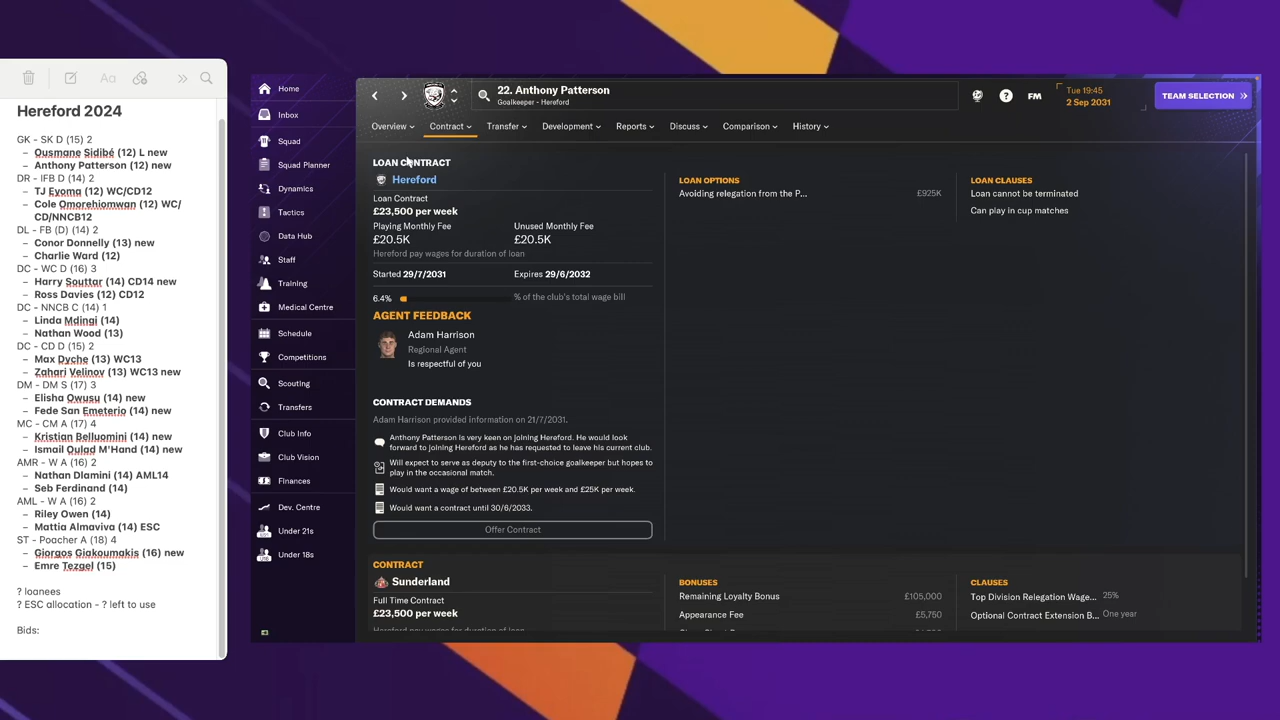 Hereford 2024
GK - SK D (15) 2
– Ousmane Sidibé (12) L new
– Anthony Patterson (12) new
DR - IFB D (14) 2
– TJ Eyoma (12) WC/CD12
– Cole Omorehiomwan (12) WC/
CD/NNCB12
DL - FB (D) (14) 2
– Conor Donnelly (13) new
– Charlie Ward (12)
DC - WC D (16) 3
– Harry Souttar (14) CD14 new
– Ross Davies (12) CD12
DC - NNCB C (14) 1
– Linda Mdingi (14)
– Nathan Wood (13)
DC - CD D (15) 2
– Max Dyche (13) WC13
– Zahari Velinov (13) WC13 new
DM - DM S (17) 3
– Elisha Owusu (14) new
– Fede San Emeterio (14) new
MC - CM A (17) 4
– Kristian Belluomini (14) new
– Ismail Oulad M'Hand (14) new
AMR - W A (16) 2
– Nathan Dlamini (14) AML14
– Seb Ferdinand (14)
AML - W A (16) 2
– Riley Owen (14)
– Mattia Almaviva (14) ESC
ST - Poacher A (18) 4
– Giorgos Giakoumakis (16) new
– Emre Tezgel (15)
? loanees
? ESC allocation - ? left to use
Bids:
Home
Inbox
Squad
Squad Planner
Dynamics
Tactics
Data Hub
Staff
Training
Medical Centre
Schedule
Competitions
Scouting
Transfers
Club Info
Club Vision
Finances
Dev. Centre
Under 21s
Under 18s
22. Anthony Patterson
Goalkeeper - Hereford
FM
Tue 19:45
2 Sep 2031
TEAM SELECTION
Overview Contract Transfer Development Reports Discuss Comparison History
LOAN CONTRACT
Hereford
Loan Contract
£23,500 per week
Playing Monthly Fee Unused Monthly Fee
£20.5K £20.5K
Hereford pay wages for duration of loan
Started 29/7/2031 Expires 29/6/2032
6.4% % of the club's total wage bill
AGENT FEEDBACK
Adam Harrison
Regional Agent
Is respectful of you
CONTRACT DEMANDS
Adam Harrison provided information on 21/7/2031.
Anthony Patterson is very keen on joining Hereford. He would look
forward to joining Hereford as he has requested to leave his current club.
Will expect to serve as deputy to the first-choice goalkeeper but hopes to
play in the occasional match.
Would want a wage of between £20.5K per week and £25K per week.
Would want a contract until 30/6/2033.
Offer Contract
LOAN OPTIONS
Avoiding relegation from the P... £925K
LOAN CLAUSES
Loan cannot be terminated
Can play in cup matches
CONTRACT
Sunderland
Full Time Contract
£23,500 per week
Hereford pay wages for duration of loan
BONUSES
Remaining Loyalty Bonus £105,000
Appearance Fee £5,750
CLAUSES
Top Division Relegation Wage... 25%
Optional Contract Extension B... One year